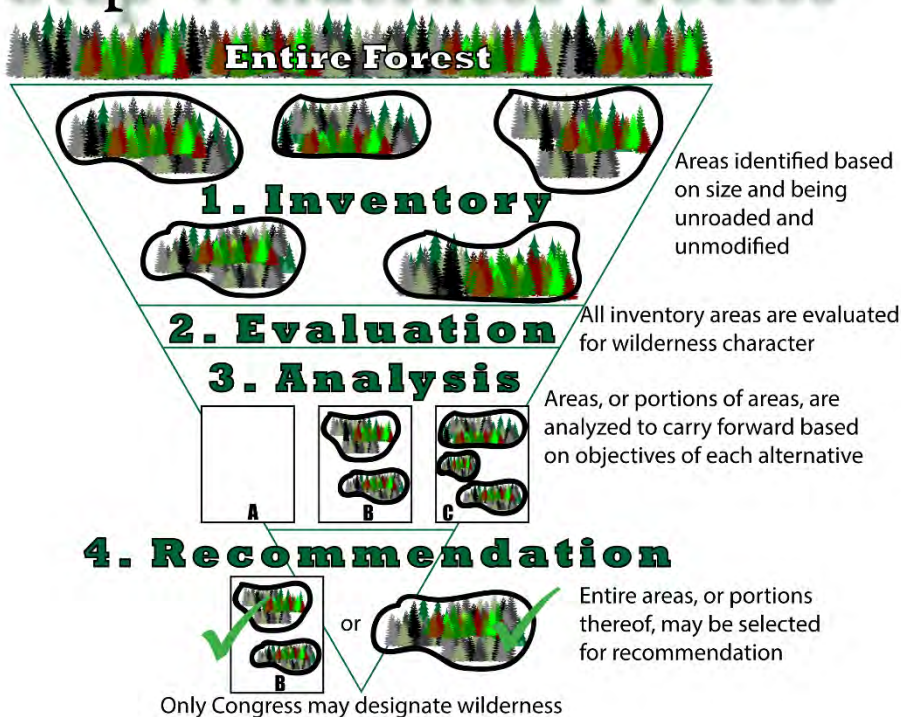 Entire Forest
1. Inventory
Areas identified based
on size and being
unroaded and
unmodified
2. Evaluation
All inventory areas are evaluated
for wilderness character
3. Analysis
Areas, or portions of areas, are
analyzed to carry forward based
on objectives of each alternative
A
B
C
4. Recommendation
B
or
Entire areas, or portions
thereof, may be selected
for recommendation
Only Congress may designate wilderness